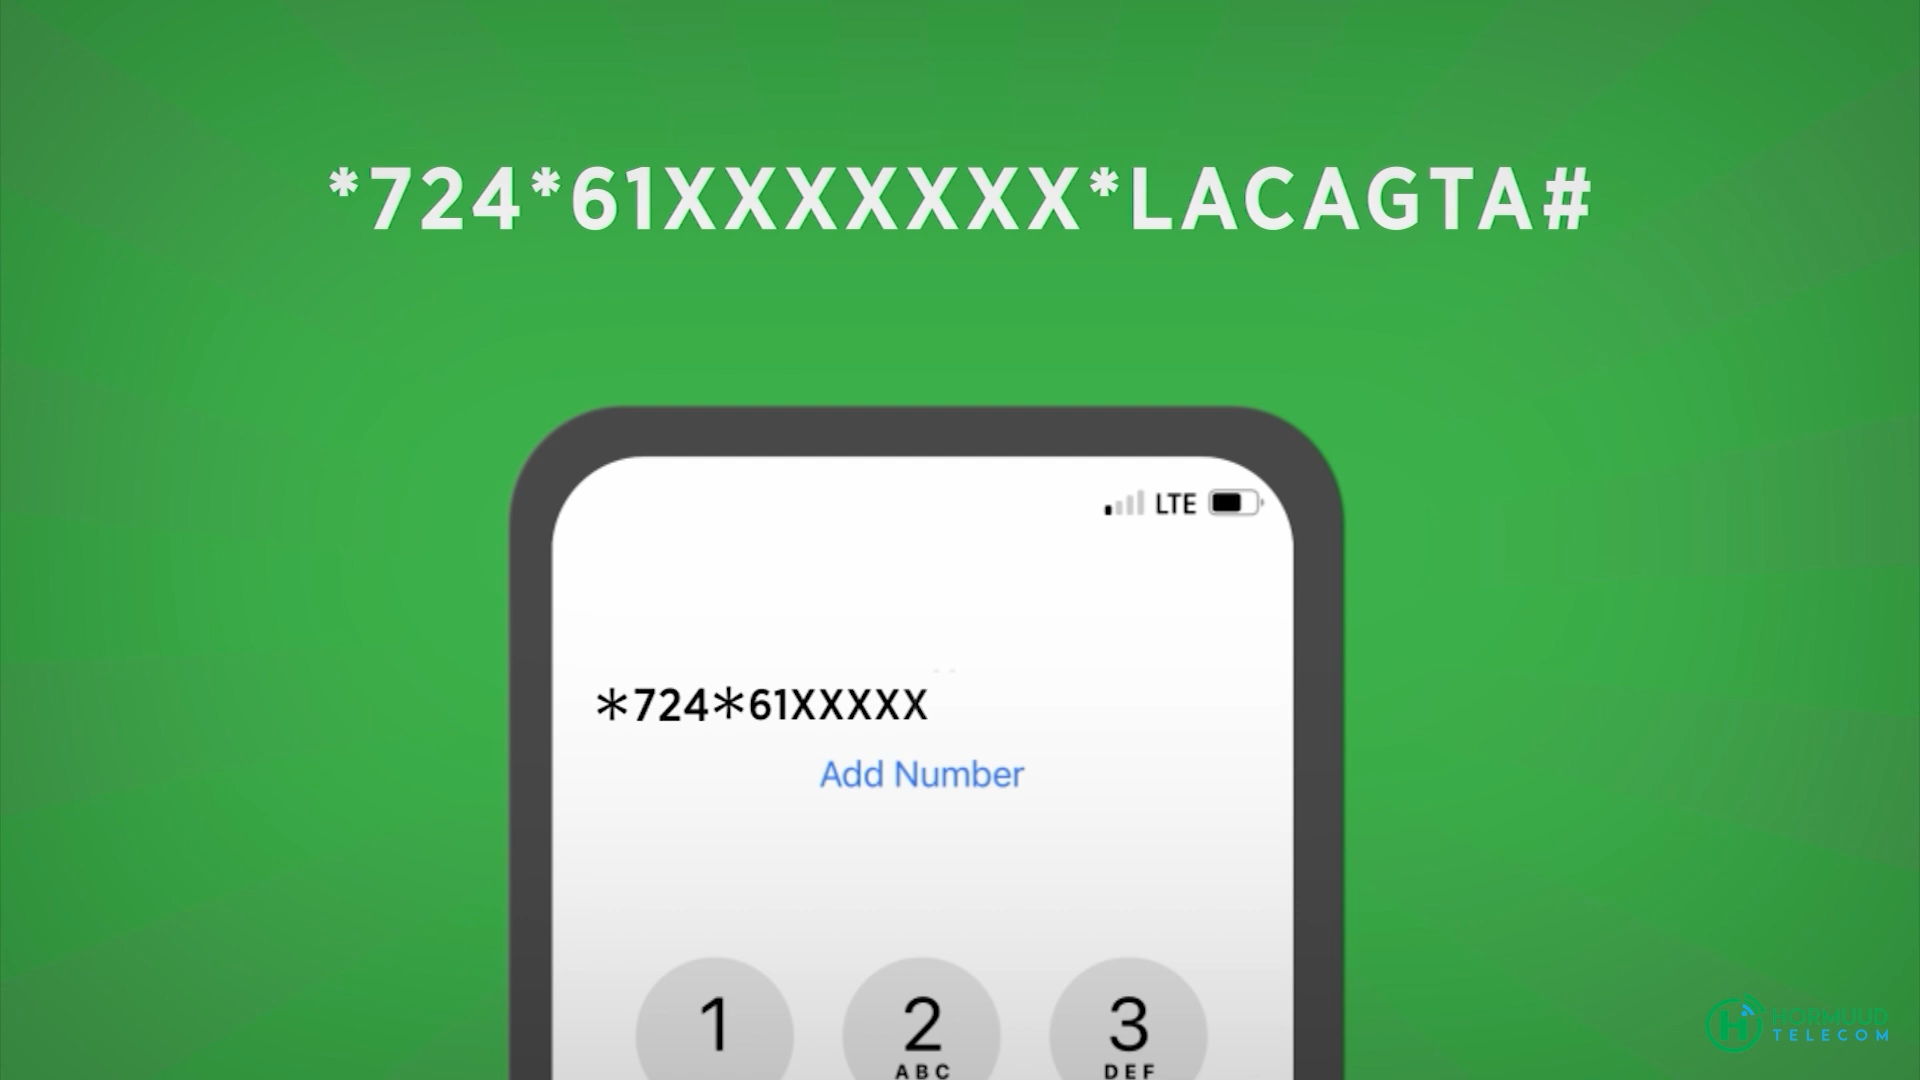 *724*61XXXXXXX*LACAGTA#
LTE
*724*61XXXXX
Add Number
1
2
3
ABC
DEF
HORMUUD
TELECOM